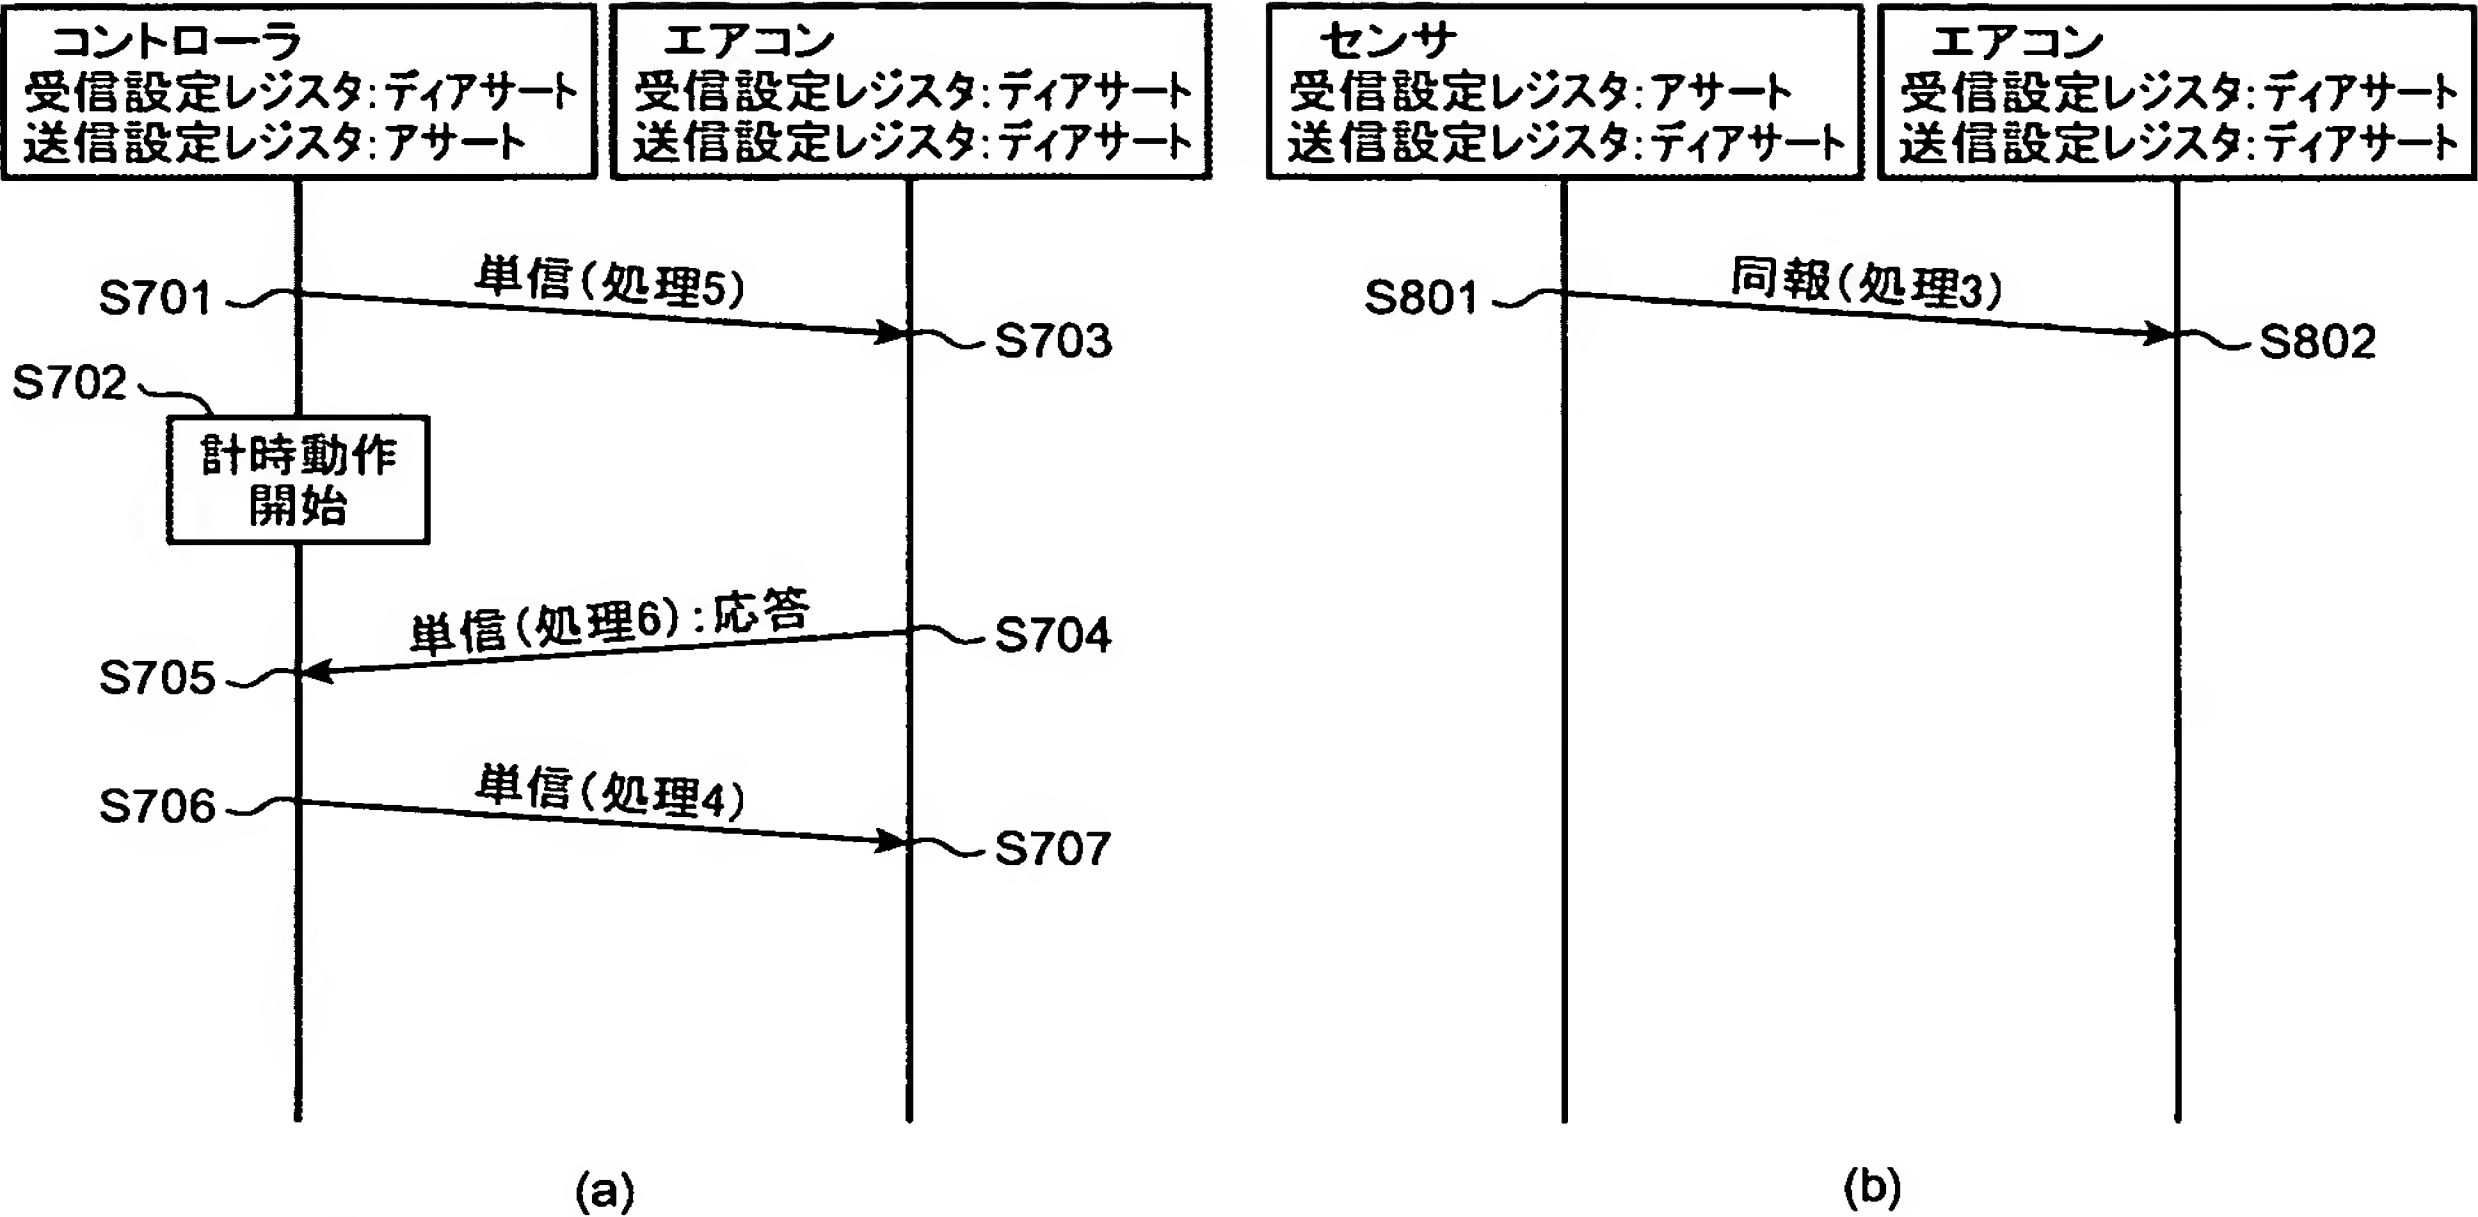 コントローラ
受信設定レジスタ:ディアサート
送信設定レジスタ:アサート
エアコン
受信設定レジスタ:ディアサート
送信設定レジスタ:ディアサート
S701
単信(処理5)
S703
S702
計時動作
開始
単信(処理6):応答
S704
S705
単信(処理4)
S706
S707
(a)
センサ
受信設定レジスタ:アサート
送信設定レジスタ:ディアサート
エアコン
受信設定レジスタ:ディアサート
送信設定レジスタ:ディアサート
S801
同報(処理3)
S802
(b)